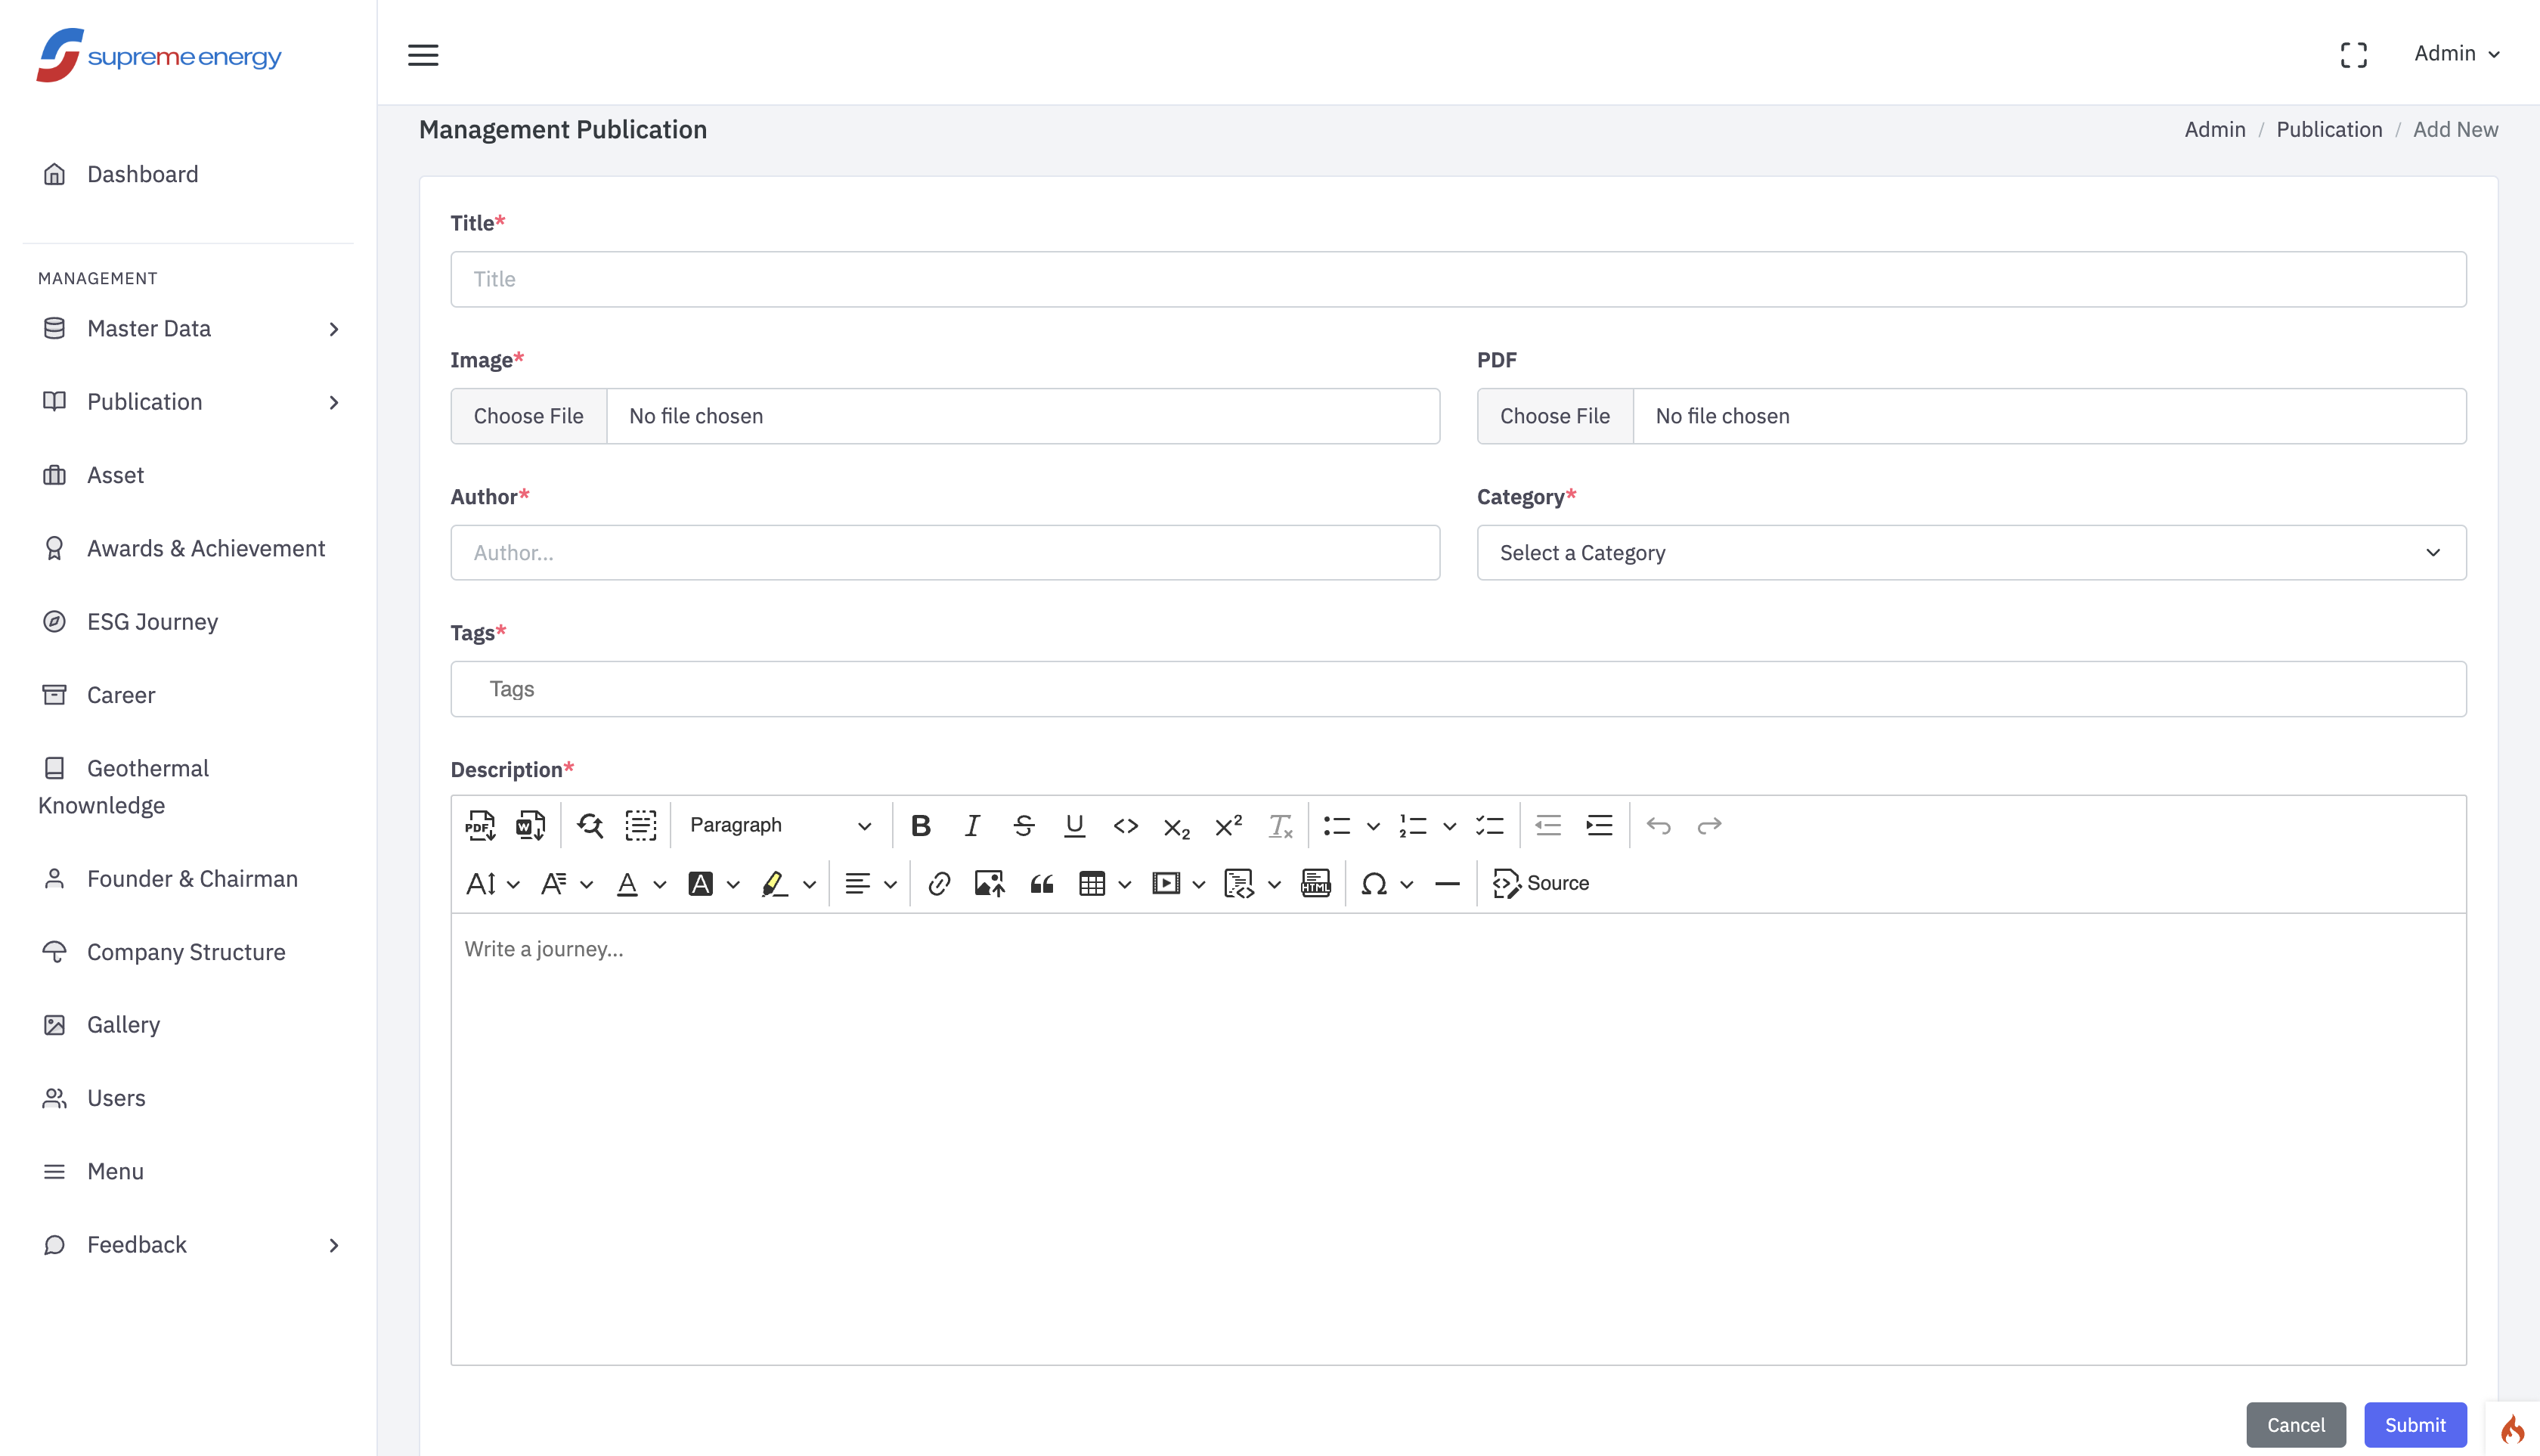 supreme energy
Admin
Management Publication
Admin / Publication / Add New
Dashboard
MANAGEMENT
Master Data
Publication
Asset
Awards & Achievement
ESG Journey
Career
Geothermal
Knownledge
Founder & Chairman
Company Structure
Gallery
Users
Menu
Feedback
Title*
Title
Image*
Choose File No file chosen
PDF
Choose File No file chosen
Author*
Author...
Category*
Select a Category
Tags*
Tags
Description*
Paragraph
Source
Write a journey...
Cancel
Submit